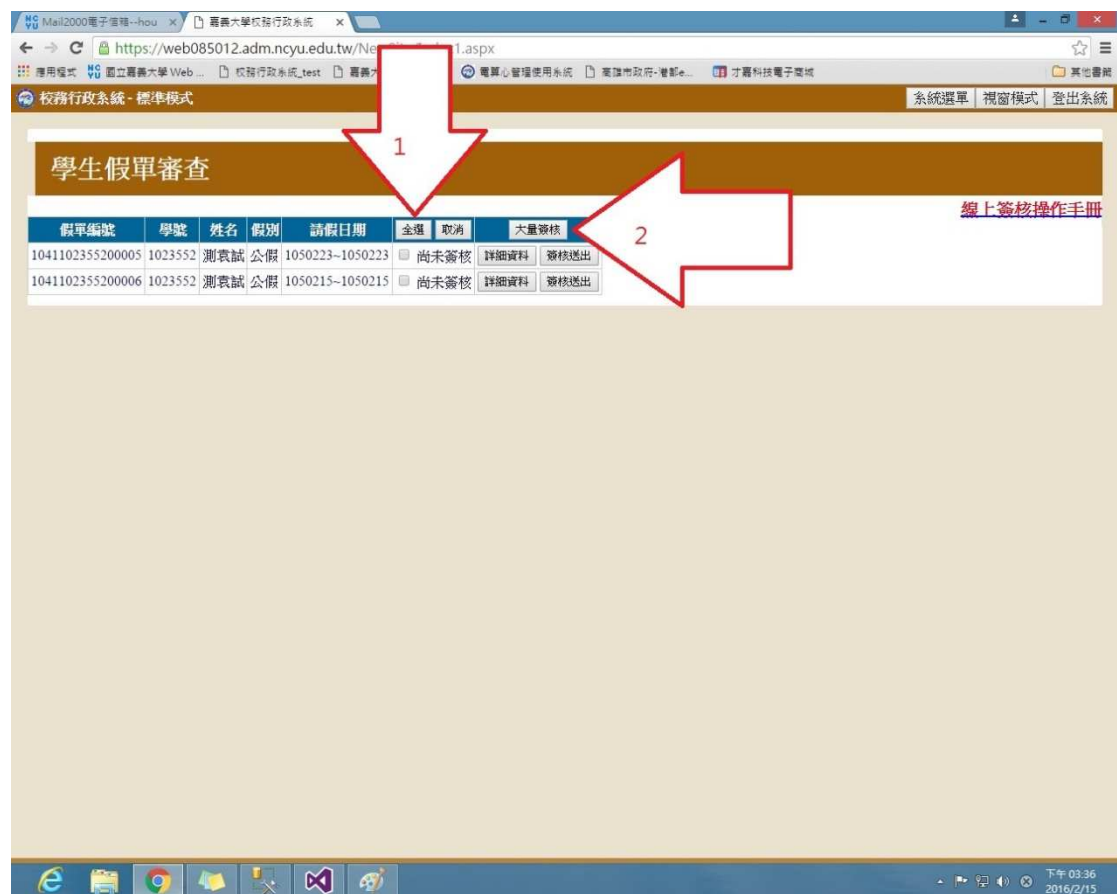 Mail2000電子信箱--hou
嘉義大學校務行政系統
https://web085012.adm.ncyu.edu.tw/Ne
1.aspx
應用程式 國立嘉義大學 Web ... 校務行政系統_test 嘉義 電算心管理使用系統 高雄市政府-港都e... 才嘉科技電子商城 其他書籤
校務行政系統 - 標準模式
系統選單 視窗模式 登出系統
1
學生假單審查
線上簽核操作手冊
2
假單編號 學號 姓名 假別 請假日期 全選 取消 大量簽核
1041102355200005 1023552 測袁試 公假 1050223~1050223 尚未簽核 詳細資料 簽核送出
1041102355200006 1023552 測袁試 公假 1050215~1050215 尚未簽核 詳細資料 簽核送出
下午 03:36
2016/2/15